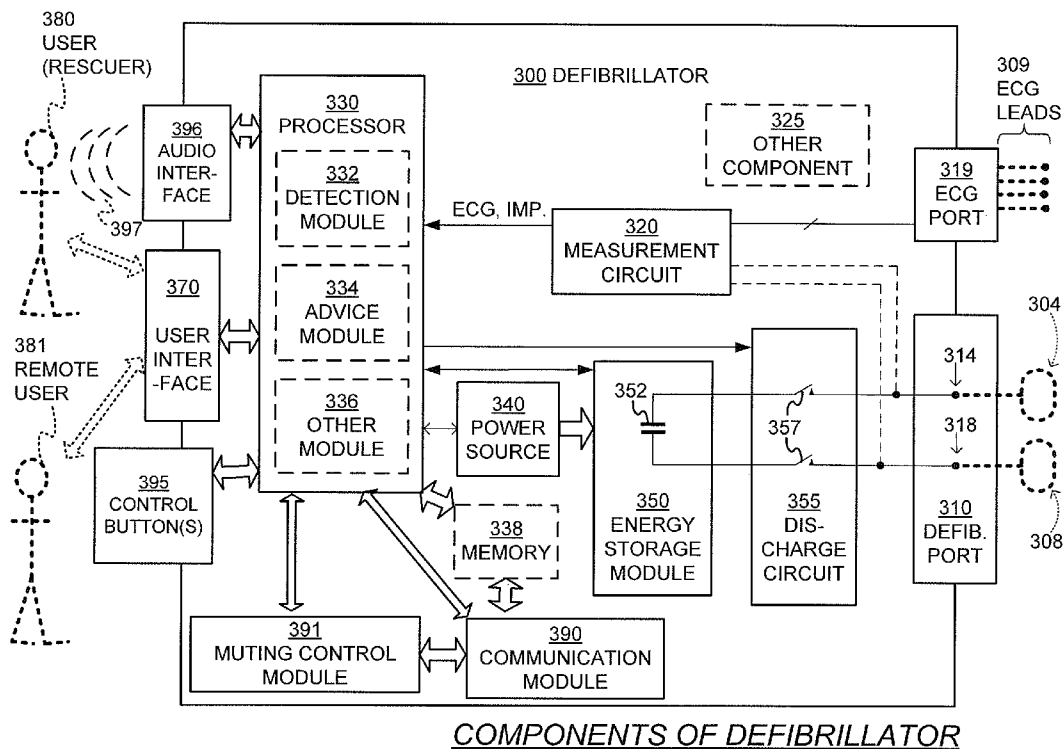 380
USER
(RESCUER)
300 DEFIBRILLATOR
309
ECG
LEADS
396
AUDIO
INTER-
FACE
397
330
PROCESSOR
332
DETECTION
MODULE
334
ADVICE
MODULE
336
OTHER
MODULE
325
OTHER
COMPONENT
319
ECG
PORT
ECG, IMP.
320
MEASUREMENT
CIRCUIT
370
USER
INTER
-FACE
381
REMOTE
USER
395
CONTROL
BUTTON(S)
340
POWER
SOURCE
338
MEMORY
352
350
ENERGY
STORAGE
MODULE
357
355
DIS-
CHARGE
CIRCUIT
314
318
310
DEFIB.
PORT
304
308
391
MUTING CONTROL
MODULE
390
COMMUNICATION
MODULE
COMPONENTS OF DEFIBRILLATOR